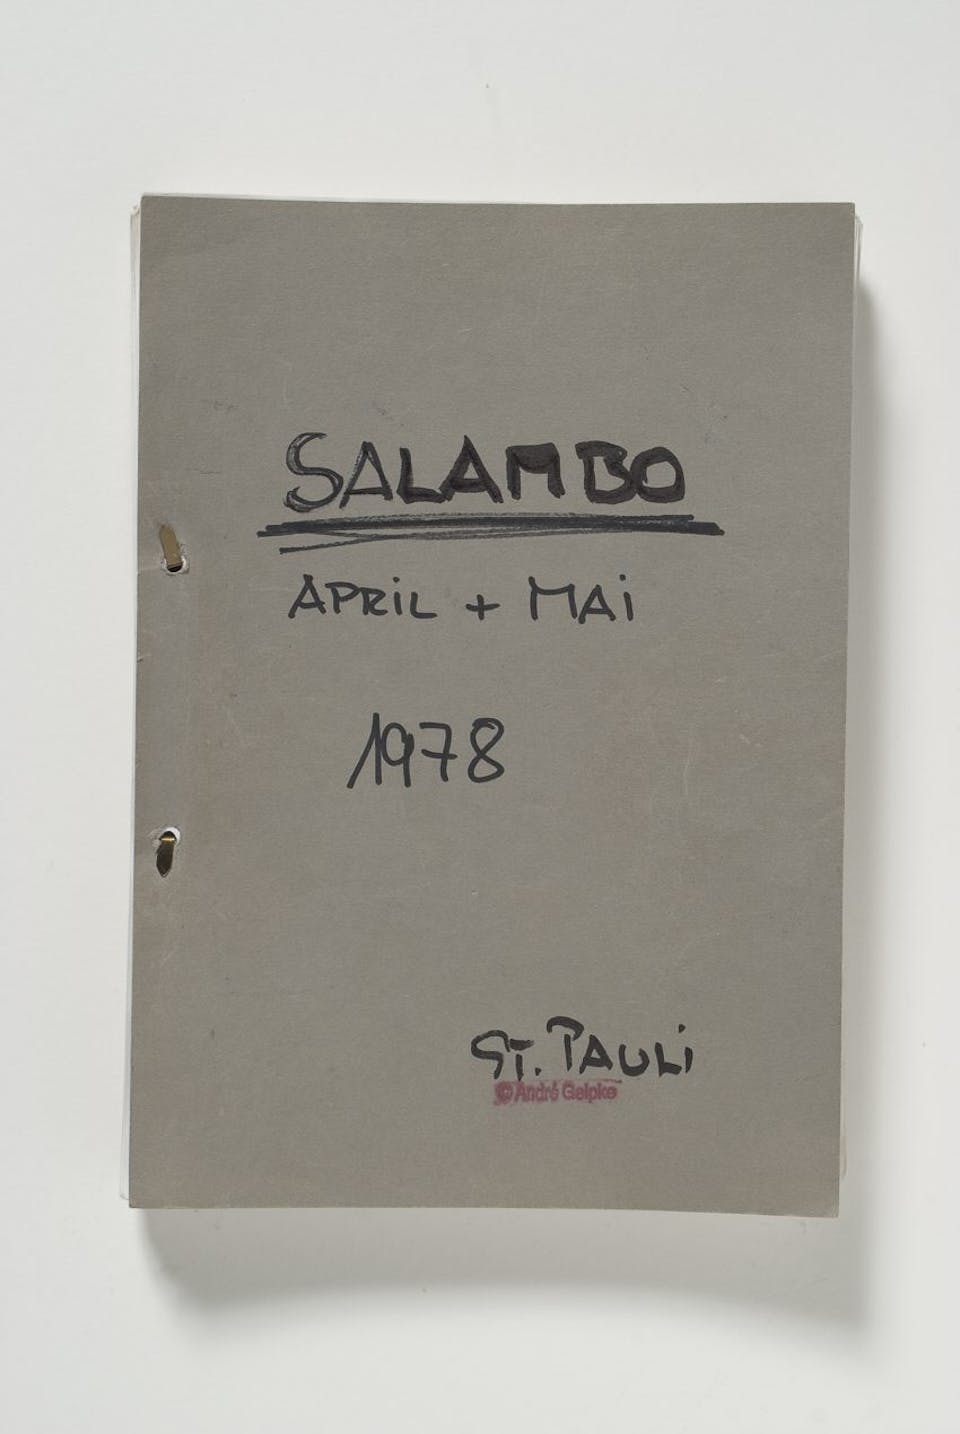 SALAMBO
APRiL + MAi
1978
ST. PAULi
© André Gelpke